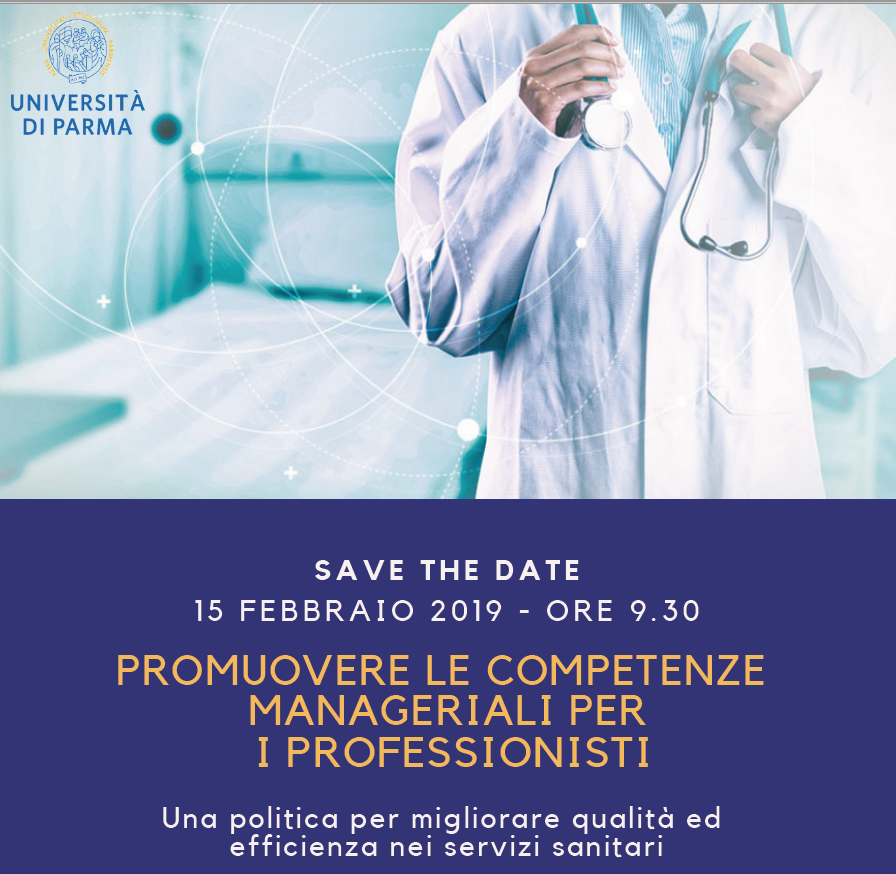 UNIVERSITÀ
DI PARMA
SAVE THE DATE
15 FEBBRAIO 2019 - ORE 9.30
PROMUOVERE LE COMPETENZE
MANAGERIALI PER
I PROFESSIONISTI
Una politica per migliorare qualità ed
efficienza nei servizi sanitari